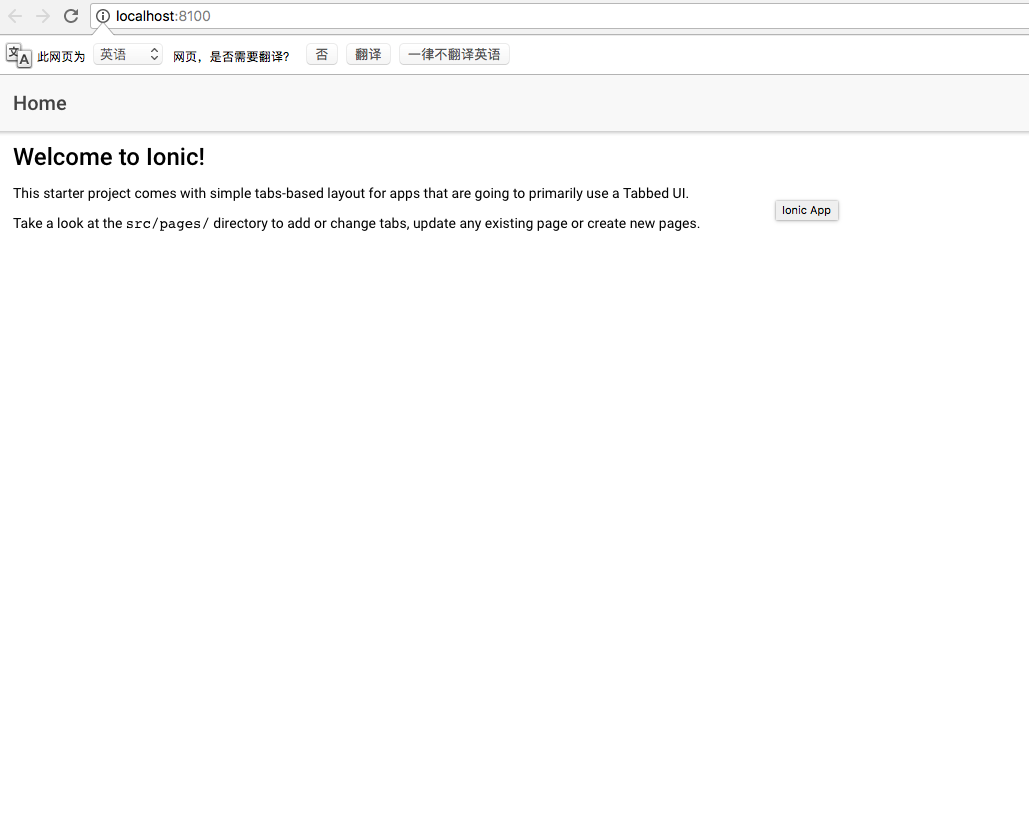 localhost:8100
文A 此网页为 英语 网页，是否需要翻译? 否 翻译 一律不翻译英语
Home
Welcome to Ionic!
This starter project comes with simple tabs-based layout for apps that are going to primarily use a Tabbed UI.
Ionic App
Take a look at the src/pages/ directory to add or change tabs, update any existing page or create new pages.